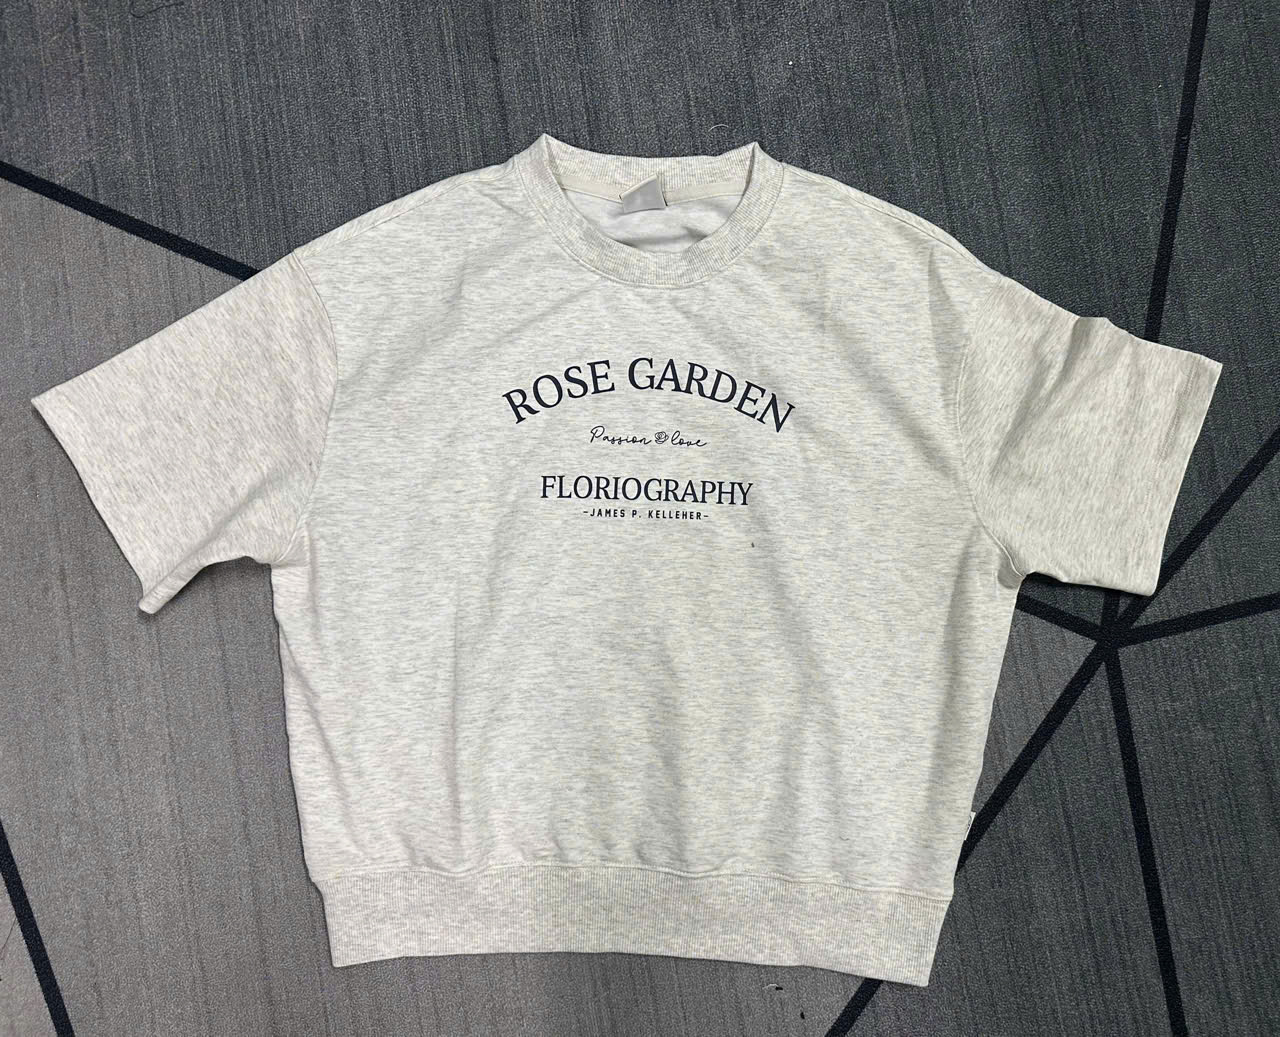 ROSE GARDEN
Passion love
FLORIOGRAPHY
-JAMES P. KELLEHER-